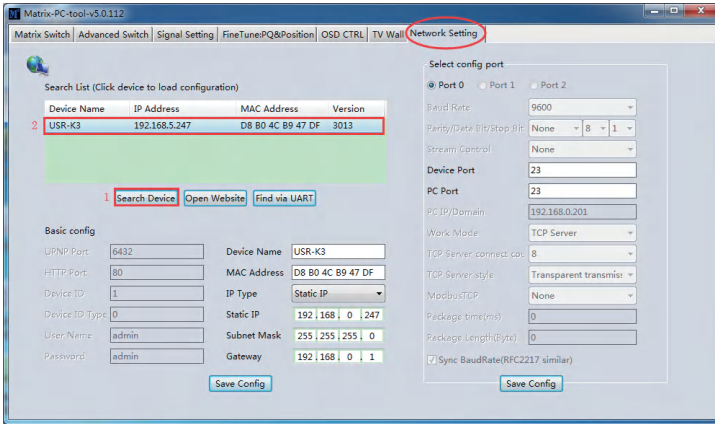 Matrix-PC-tool-v5.0.112
Matrix Switch Advanced Switch Signal Setting FineTune:PQ&Position OSD CTRL TV Wall Network Setting
Search List (Click device to load configuration)
Device Name IP Address MAC Address Version
2 USR-K3 192.168.5.247 D8 B0 4C B9 47 DF 3013
1 Search Device Open Website Find via UART
Basic config
UPNP Port 6432 Device Name USR-K3
HTTP Port 80 MAC Address D8 B0 4C B9 47 DF
Device ID 1 IP Type Static IP
Device ID Type 0 Static IP 192 . 168 . 0 . 247
User Name admin Subnet Mask 255 . 255 . 255 . 0
Password admin Gateway 192 . 168 . 0 . 1
Save Config
Select config port
Port 0 Port 1 Port 2
Baud Rate 9600
Parity/Data Bit/Stop Bit None 8 1
Stream Control None
Device Port 23
PC Port 23
PC IP/Domain 192.168.0.201
Work Mode TCP Server
TCP Server connect cou 8
TCP Server style Transparent transmis:
ModbusTCP None
Package time(ms) 0
Package Length(Byte) 0
Sync BaudRate(RFC2217 similar)
Save Config